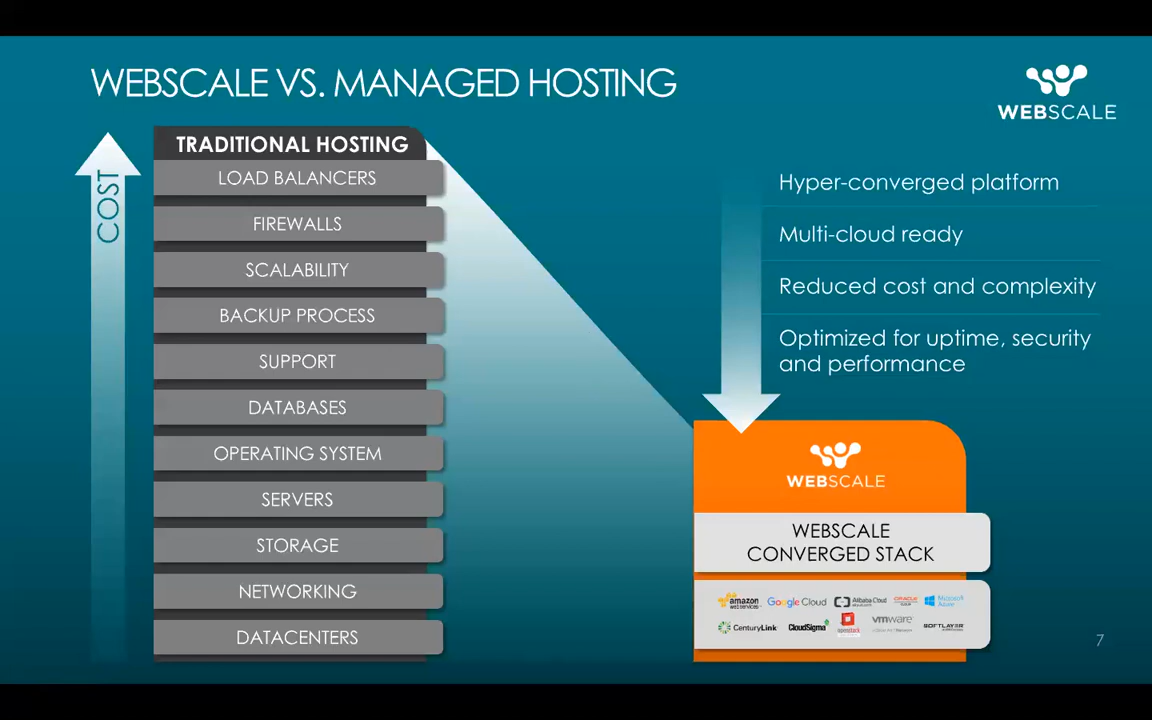 WEBSCALE VS. MANAGED HOSTING
WEBSCALE
COST
TRADITIONAL HOSTING
LOAD BALANCERS
FIREWALLS
SCALABILITY
BACKUP PROCESS
SUPPORT
DATABASES
OPERATING SYSTEM
SERVERS
STORAGE
NETWORKING
DATACENTERS
Hyper-converged platform
Multi-cloud ready
Reduced cost and complexity
Optimized for uptime, security
and performance
WEBSCALE
WEBSCALE
CONVERGED STACK
amazon
web services
Google Cloud
Alibaba Cloud
ORACLE
Microsoft
Azure
CenturyLink
CloudSigma
openstack
vmware
SOFTLAYER
7